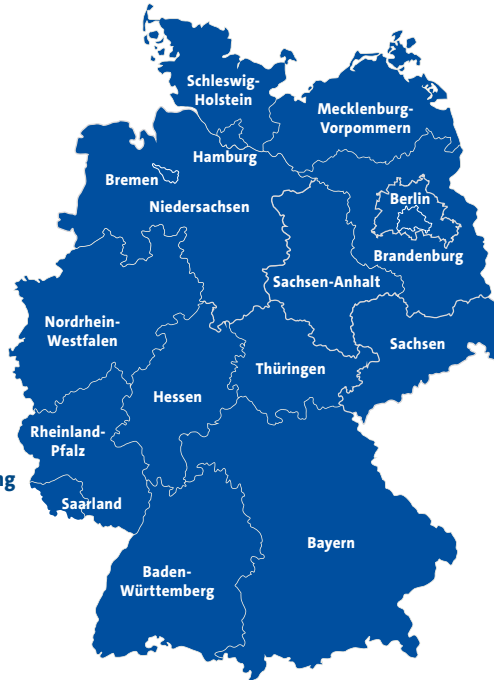 Schleswig-
Holstein
Mecklenburg-
Vorpommern
Hamburg
Bremen
Berlin
Niedersachsen
Brandenburg
Sachsen-Anhalt
Nordrhein-
Westfalen
Sachsen
Thüringen
Hessen
Rheinland-
Pfalz
ng
Saarland
Bayern
Baden-
Württemberg